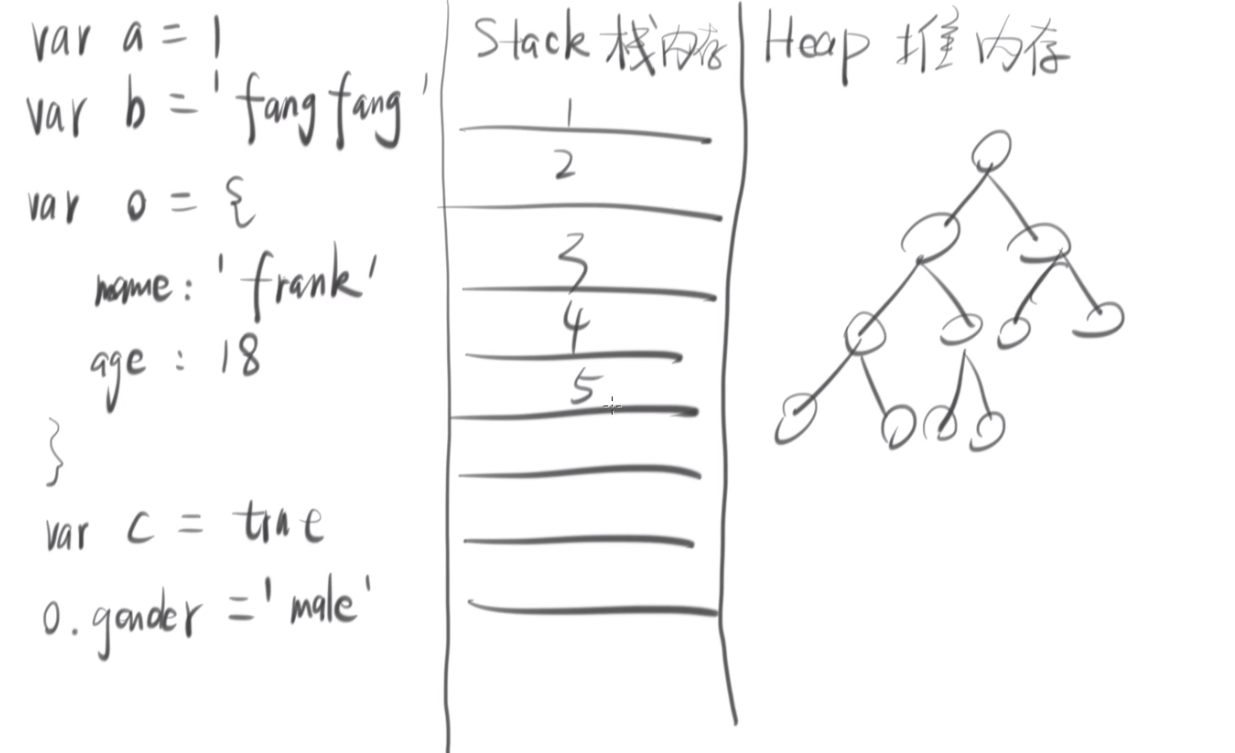 var a = 1
var b = 'fangfang'
var o = {
name: 'frank'
age: 18
}
var c = true
o.gender = 'male'
Stack 栈内存
1
2
3
4
5
Heap 堆内存